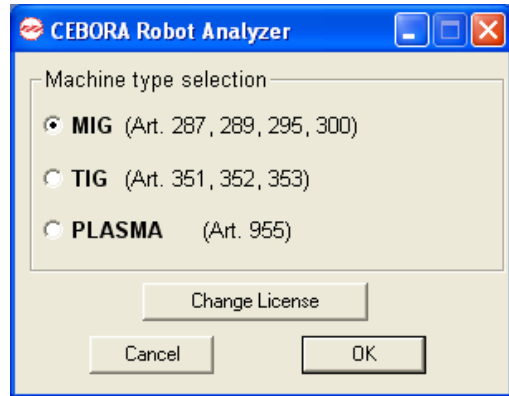 CEBORA Robot Analyzer
Machine type selection
MIG (Art. 287, 289, 295, 300)
TIG (Art. 351, 352, 353)
PLASMA (Art. 955)
Change License
Cancel OK